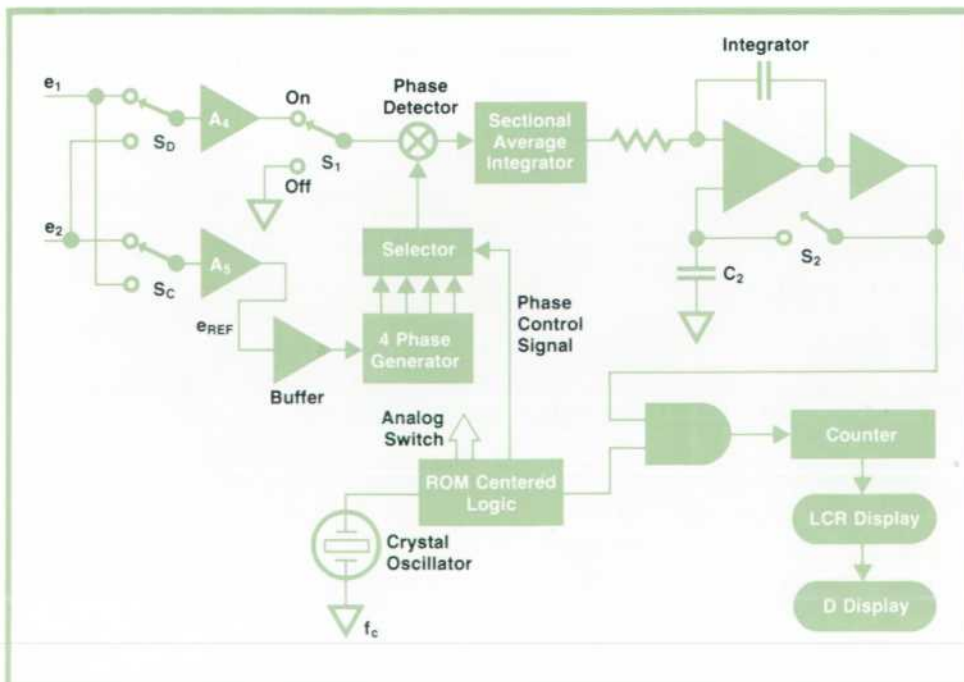 Integrator
e1
On
Phase
Detector
A4
Sectional
Average
Integrator
SD
S1
Off
e2
Selector
S2
A5
C2
SC
Phase
Control
Signal
eREF
4 Phase
Generator
Buffer
Analog
Switch
Counter
ROM Centered
Logic
LCR Display
Crystal
Oscillator
D Display
fc